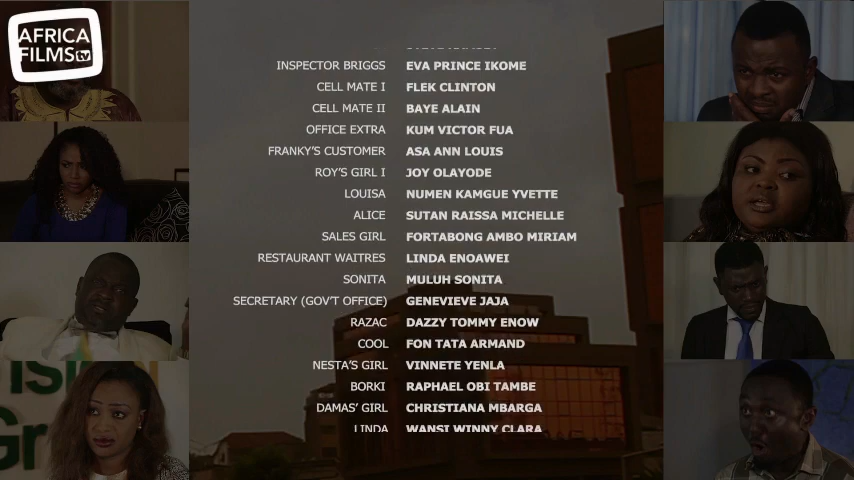 AFRICA
FILMS tv
INSPECTOR BRIGGS EVA PRINCE IKOME
CELL MATE I FLEK CLINTON
CELL MATE II BAYE ALAIN
OFFICE EXTRA KUM VICTOR FUA
FRANKY'S CUSTOMER ASA ANN LOUIS
ROY'S GIRL I JOY OLAYODE
LOUISA NUMEN KAMGUE YVETTE
ALICE SUTAN RAISSA MICHELLE
SALES GIRL FORTABONG AMBO MIRIAM
RESTAURANT WAITRES LINDA ENOAWEI
SONITA MULUH SONITA
SECRETARY (GOV'T OFFICE) GENEVIEVE JAJA
RAZAC DAZZY TOMMY ENOW
COOL FON TATA ARMAND
NESTA'S GIRL VINNETE YENLA
BORKI RAPHAEL OBI TAMBE
DAMAS' GIRL CHRISTIANA MBARGA
LINDA WANSI WINNY CLARA